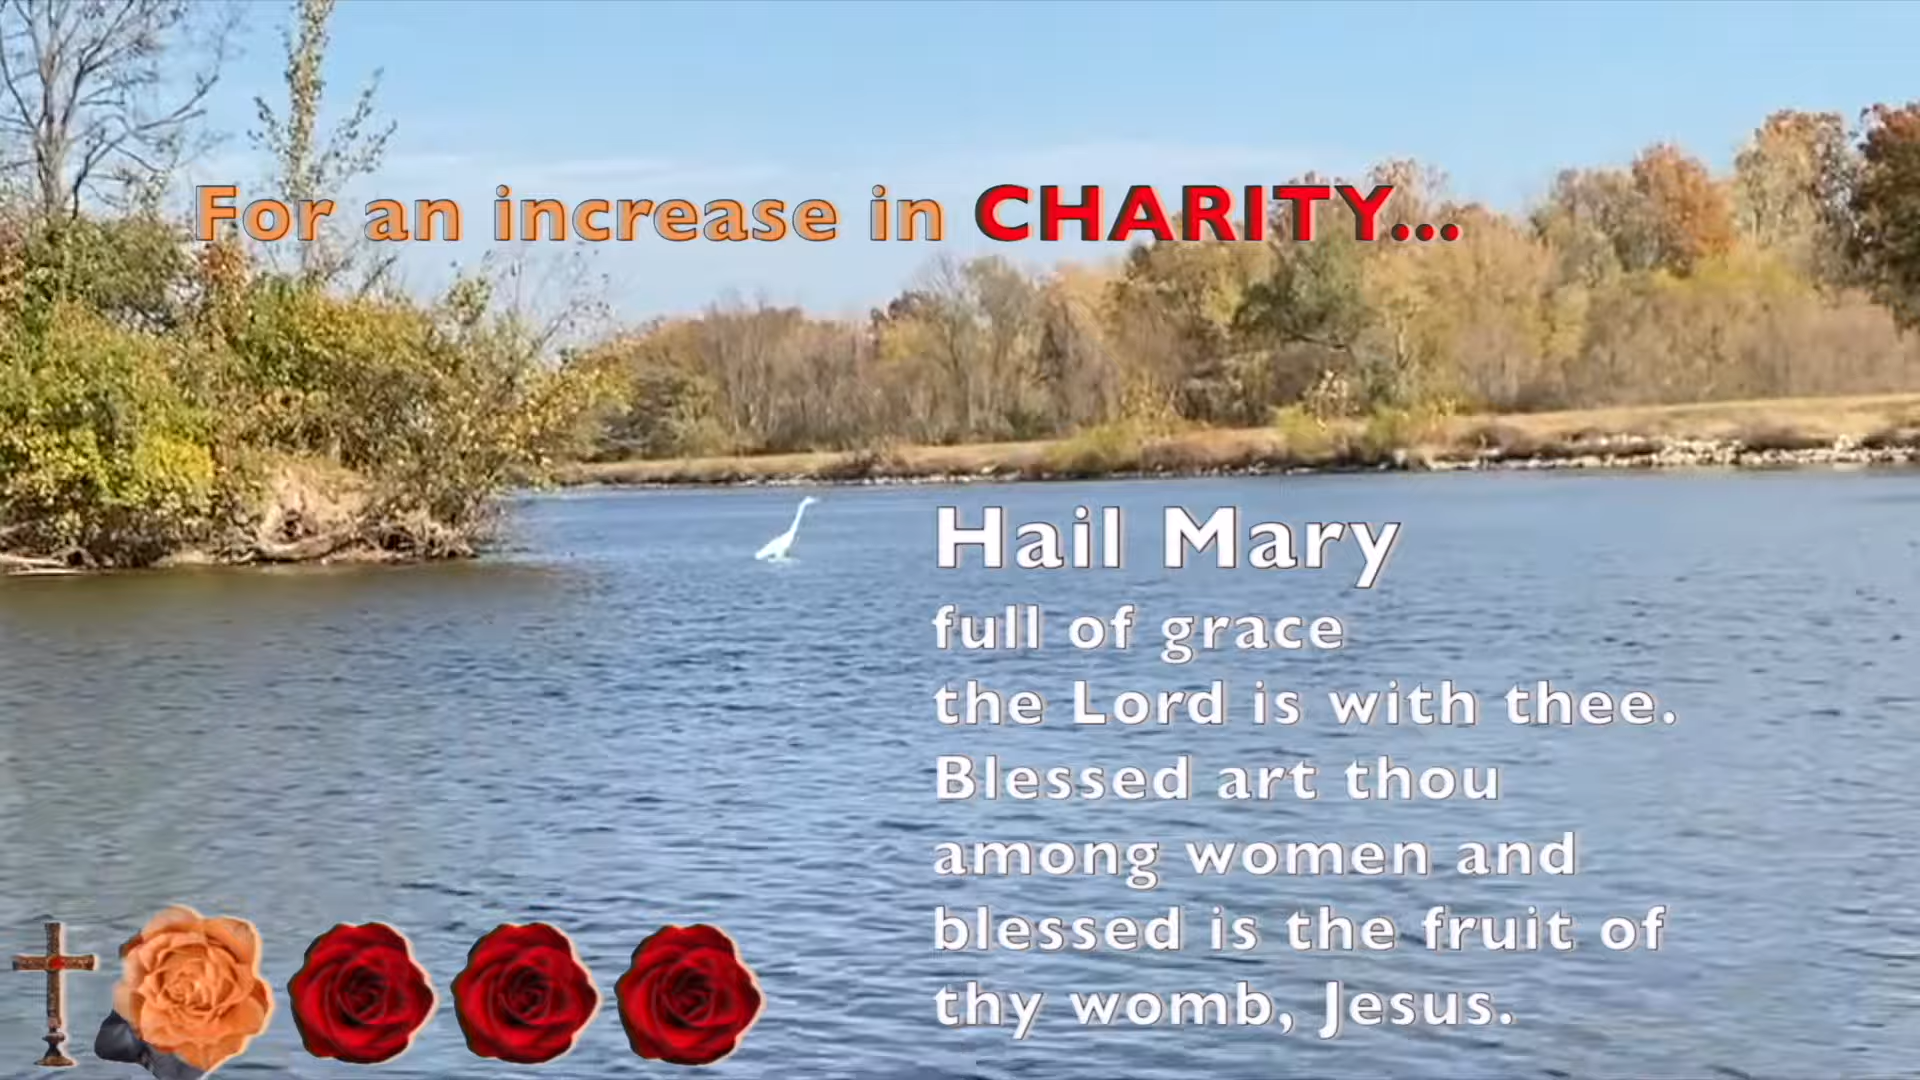 For an increase in CHARITY...
Hail Mary
full of grace
the Lord is with thee.
Blessed art thou
among women and
blessed is the fruit of
thy womb, Jesus.